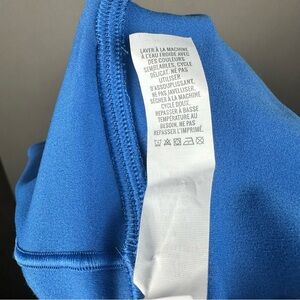 LAVER À LA MACHINE
À L'EAU FROIDE AVEC
DES COULEURS
SEMBLABLES, CYCLE
DÉLICAT. NE PAS
UTILISER
D'ASSOUPLISSANT.
NE PAS JAVELLISER.
SÉCHER À LA MACHINE
CYCLE DOUX.
REPASSER À BASSE
TEMPÉRATURE AU
BESOIN. NE PAS
REPASSER L'IMPRIMÉ.